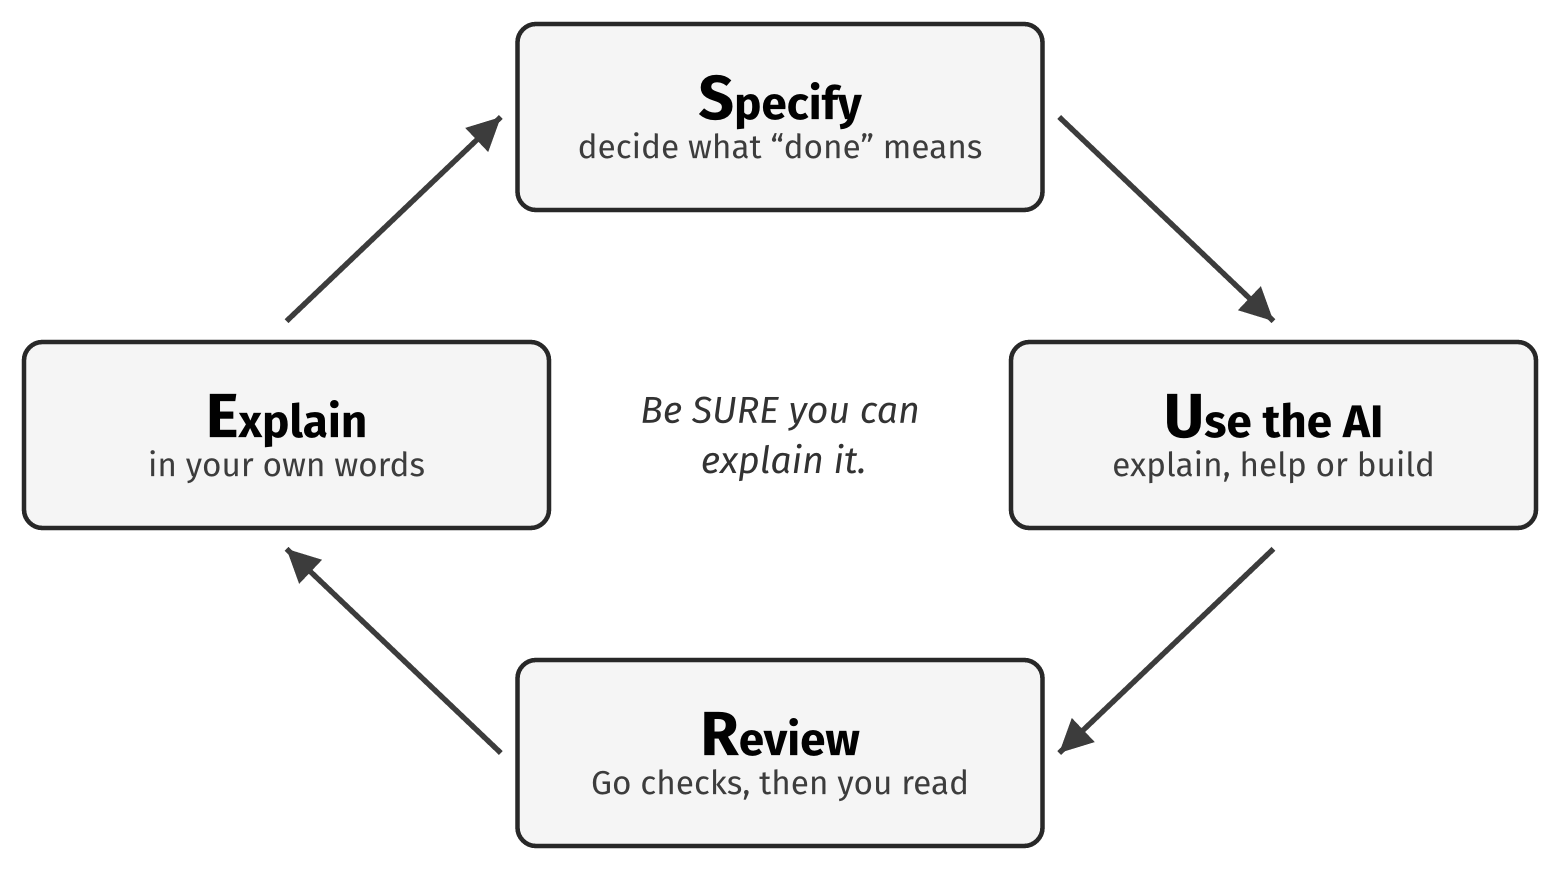 Specify
decide what “done” means
Explain
in your own words
Be SURE you can
explain it.
Use the AI
explain, help or build
Review
Go checks, then you read